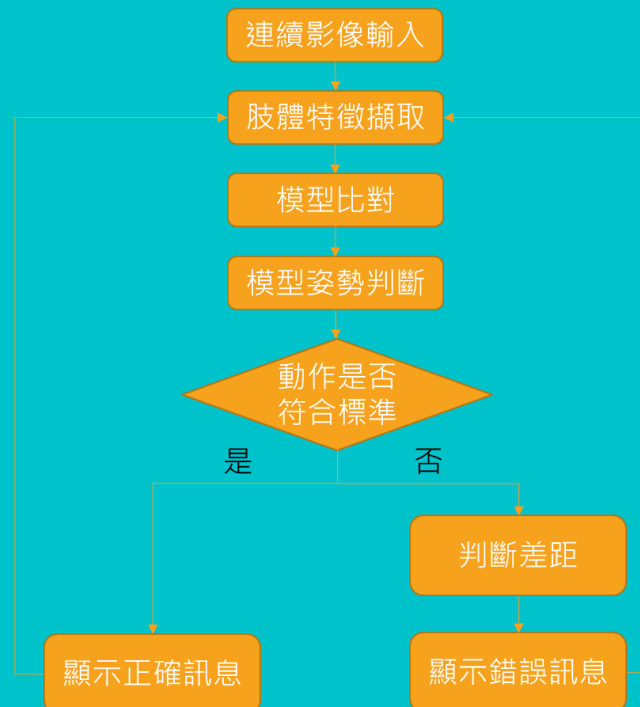 連續影像輸入
肢體特徵擷取
模型比對
模型姿勢判斷
動作是否
符合標準
是
否
判斷差距
顯示正確訊息
顯示錯誤訊息